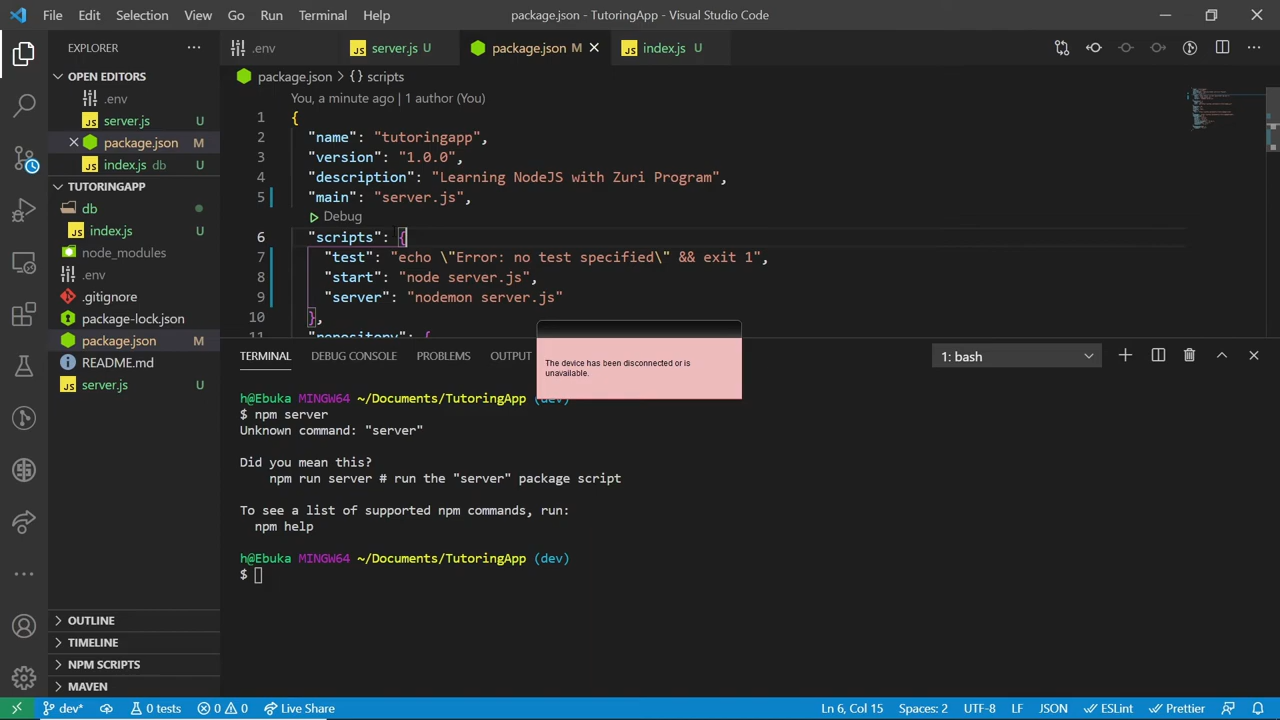 File Edit Selection View Go Run Terminal Help package.json - TutoringApp - Visual Studio Code
EXPLORER
OPEN EDITORS
.env
JS server.js U
package.json M
JS index.js db U
TUTORINGAPP
db
JS index.js U
node_modules
.env
.gitignore
package-lock.json
package.json M
README.md
JS server.js U
OUTLINE
TIMELINE
NPM SCRIPTS
MAVEN
.env JS server.js U package.json M JS index.js U
package.json > {} scripts
You, a minute ago | 1 author (You)
1 {
2 "name": "tutoringapp",
3 "version": "1.0.0",
4 "description": "Learning NodeJS with Zuri Program",
5 "main": "server.js",
Debug
6 "scripts": {
7 "test": "echo \"Error: no test specified\" && exit 1",
8 "start": "node server.js",
9 "server": "nodemon server.js"
10 },
11 "repository": {
The device has been disconnected or is
unavailable.
TERMINAL DEBUG CONSOLE PROBLEMS OUTPUT 1: bash
h@Ebuka MINGW64 ~/Documents/TutoringApp (dev)
$ npm server
Unknown command: "server"
Did you mean this?
npm run server # run the "server" package script
To see a list of supported npm commands, run:
npm help
h@Ebuka MINGW64 ~/Documents/TutoringApp (dev)
$
dev* 0 tests 0 0 Live Share Ln 6, Col 15 Spaces: 2 UTF-8 LF JSON ESLint Prettier